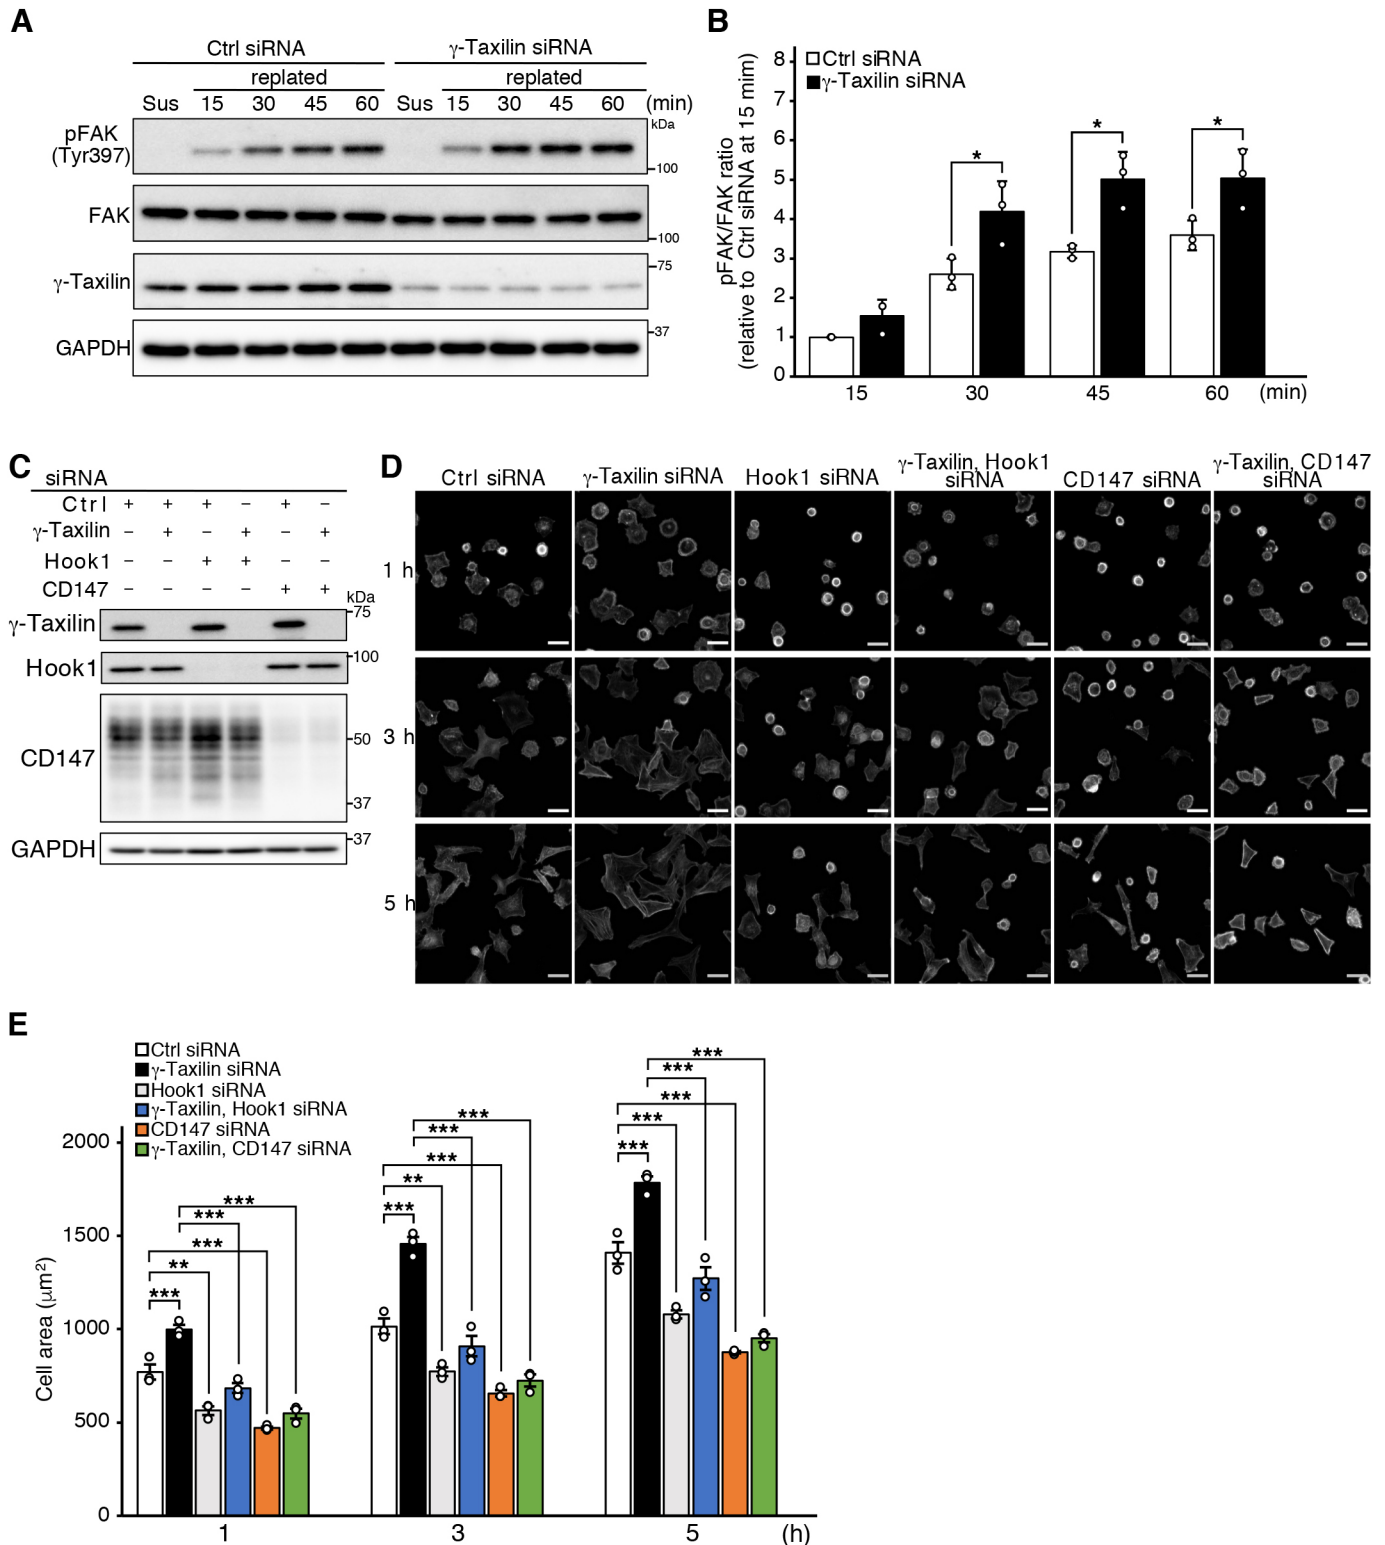 A
Ctrl siRNA γ-Taxilin siRNA
replated replated
Sus 15 30 45 60 Sus 15 30 45 60 (min)
kDa
pFAK
(Tyr397)
100
FAK
100
75
γ-Taxilin
37
GAPDH
B
Ctrl siRNA
γ-Taxilin siRNA
pFAK/FAK ratio
(relative to Ctrl siRNA at 15 mim)
8
7
6
5
4
3
2
1
0
* * *
15 30 45 60 (min)
C
siRNA
Ctrl + + + − + −
γ-Taxilin − + − + − +
Hook1 − − + + − −
CD147 − − − − + +
kDa
75
γ-Taxilin
100
Hook1
50
CD147
37
37
GAPDH
D
Ctrl siRNA γ-Taxilin siRNA Hook1 siRNA γ-Taxilin, Hook1 siRNA CD147 siRNA γ-Taxilin, CD147 siRNA
1 h
3 h
5 h
E
Ctrl siRNA
γ-Taxilin siRNA
Hook1 siRNA
γ-Taxilin, Hook1 siRNA
CD147 siRNA
γ-Taxilin, CD147 siRNA
Cell area (μm²)
2000
1500
1000
500
0
***
***
***
**
***
***
***
***
**
***
***
***
***
***
***
1 3 5 (h)